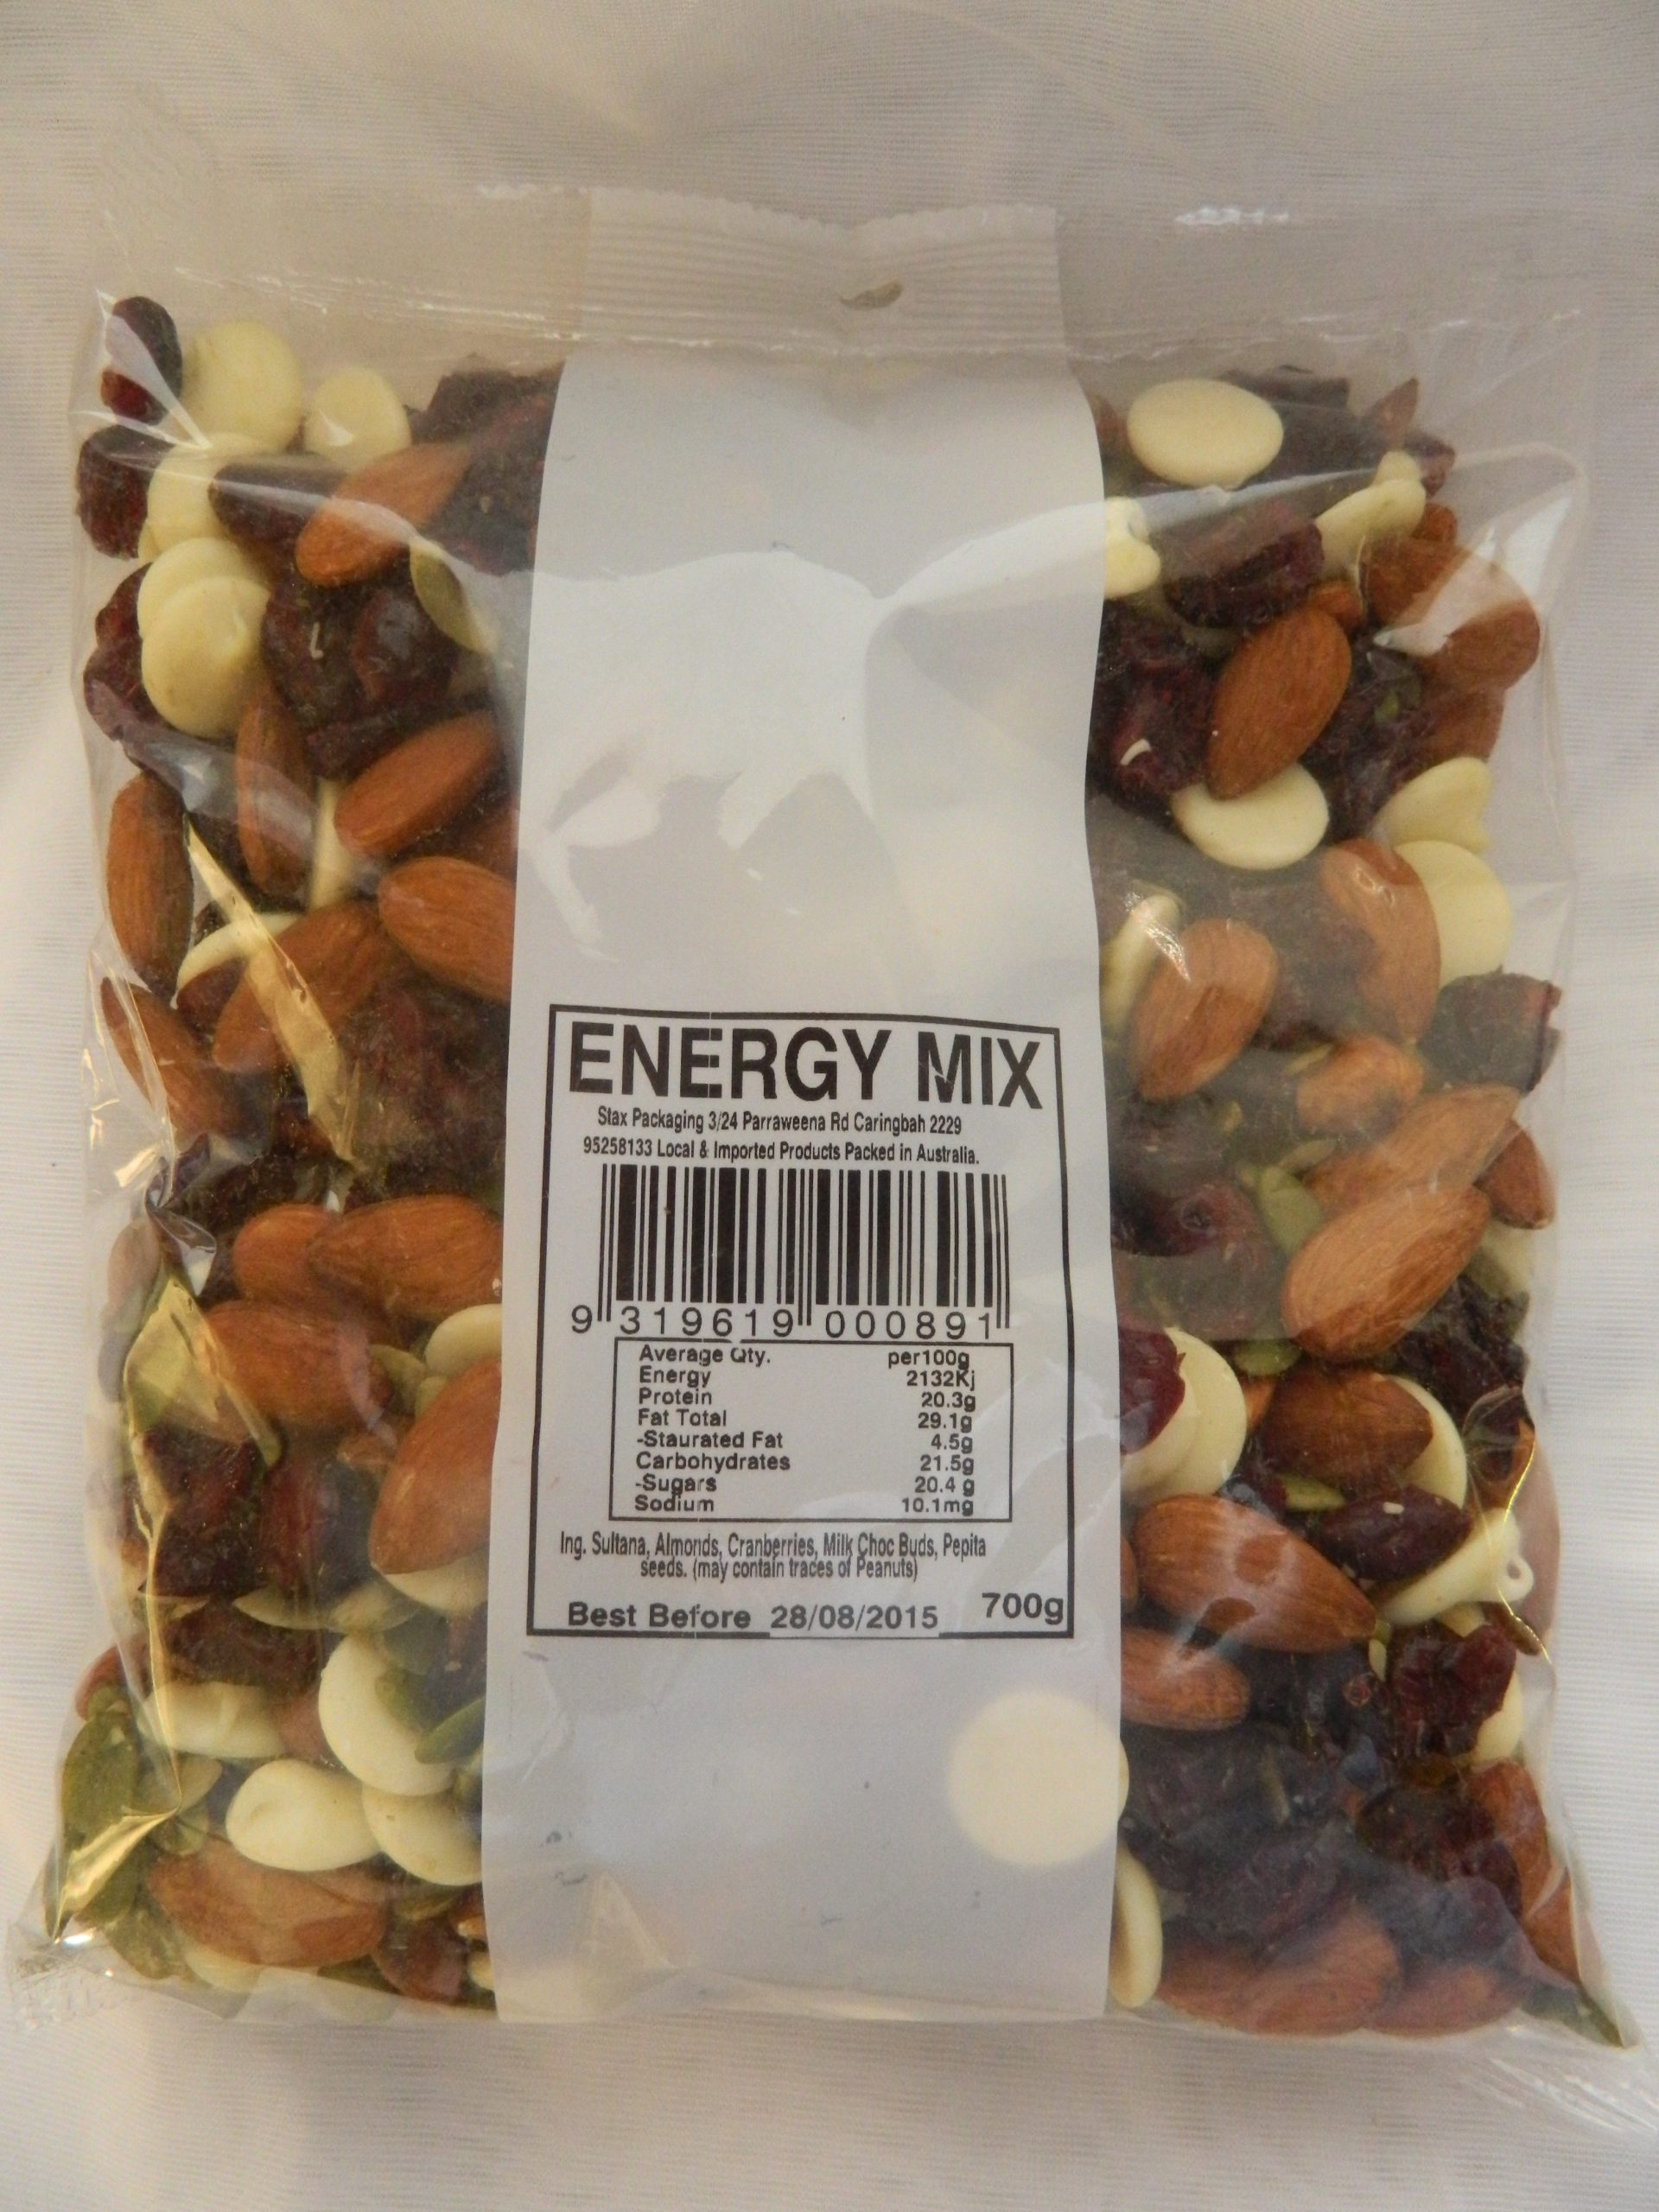 ENERGY MIX
Stax Packaging 3/24 Parraweena Rd Caringbah 2229
95258133 Local & Imported Products Packed in Australia.
9 319619 000891
Average Qty. per100g
Energy 2132Kj
Protein 20.3g
Fat Total 29.1g
-Staurated Fat 4.5g
Carbohydrates 21.5g
-Sugars 20.4 g
Sodium 10.1mg
Ing. Sultana, Almonds, Cranberries, Milk Choc Buds, Pepita
seeds. (may contain traces of Peanuts)
Best Before 28/08/2015 700g